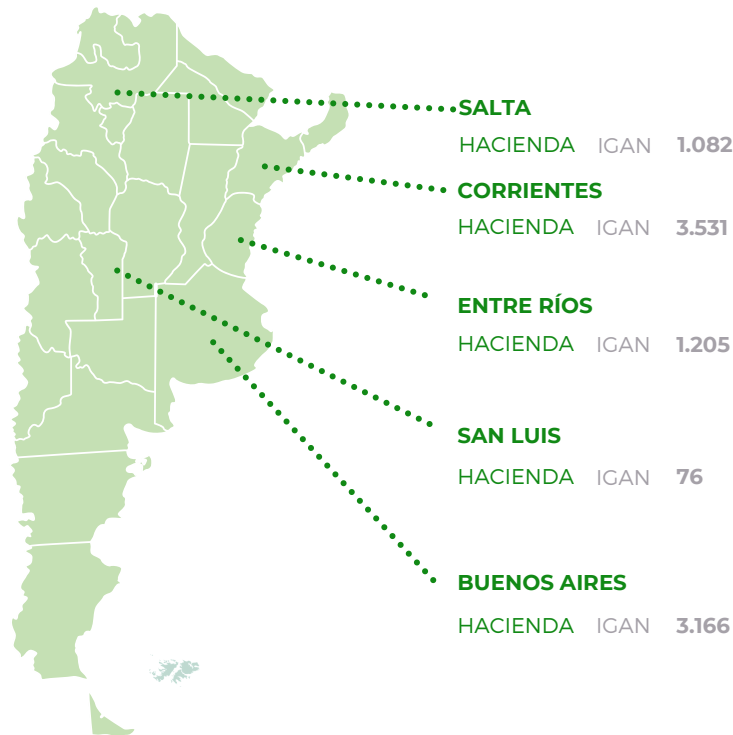 SALTA
HACIENDA IGAN 1.082
CORRIENTES
HACIENDA IGAN 3.531
ENTRE RÍOS
HACIENDA IGAN 1.205
SAN LUIS
HACIENDA IGAN 76
BUENOS AIRES
HACIENDA IGAN 3.166